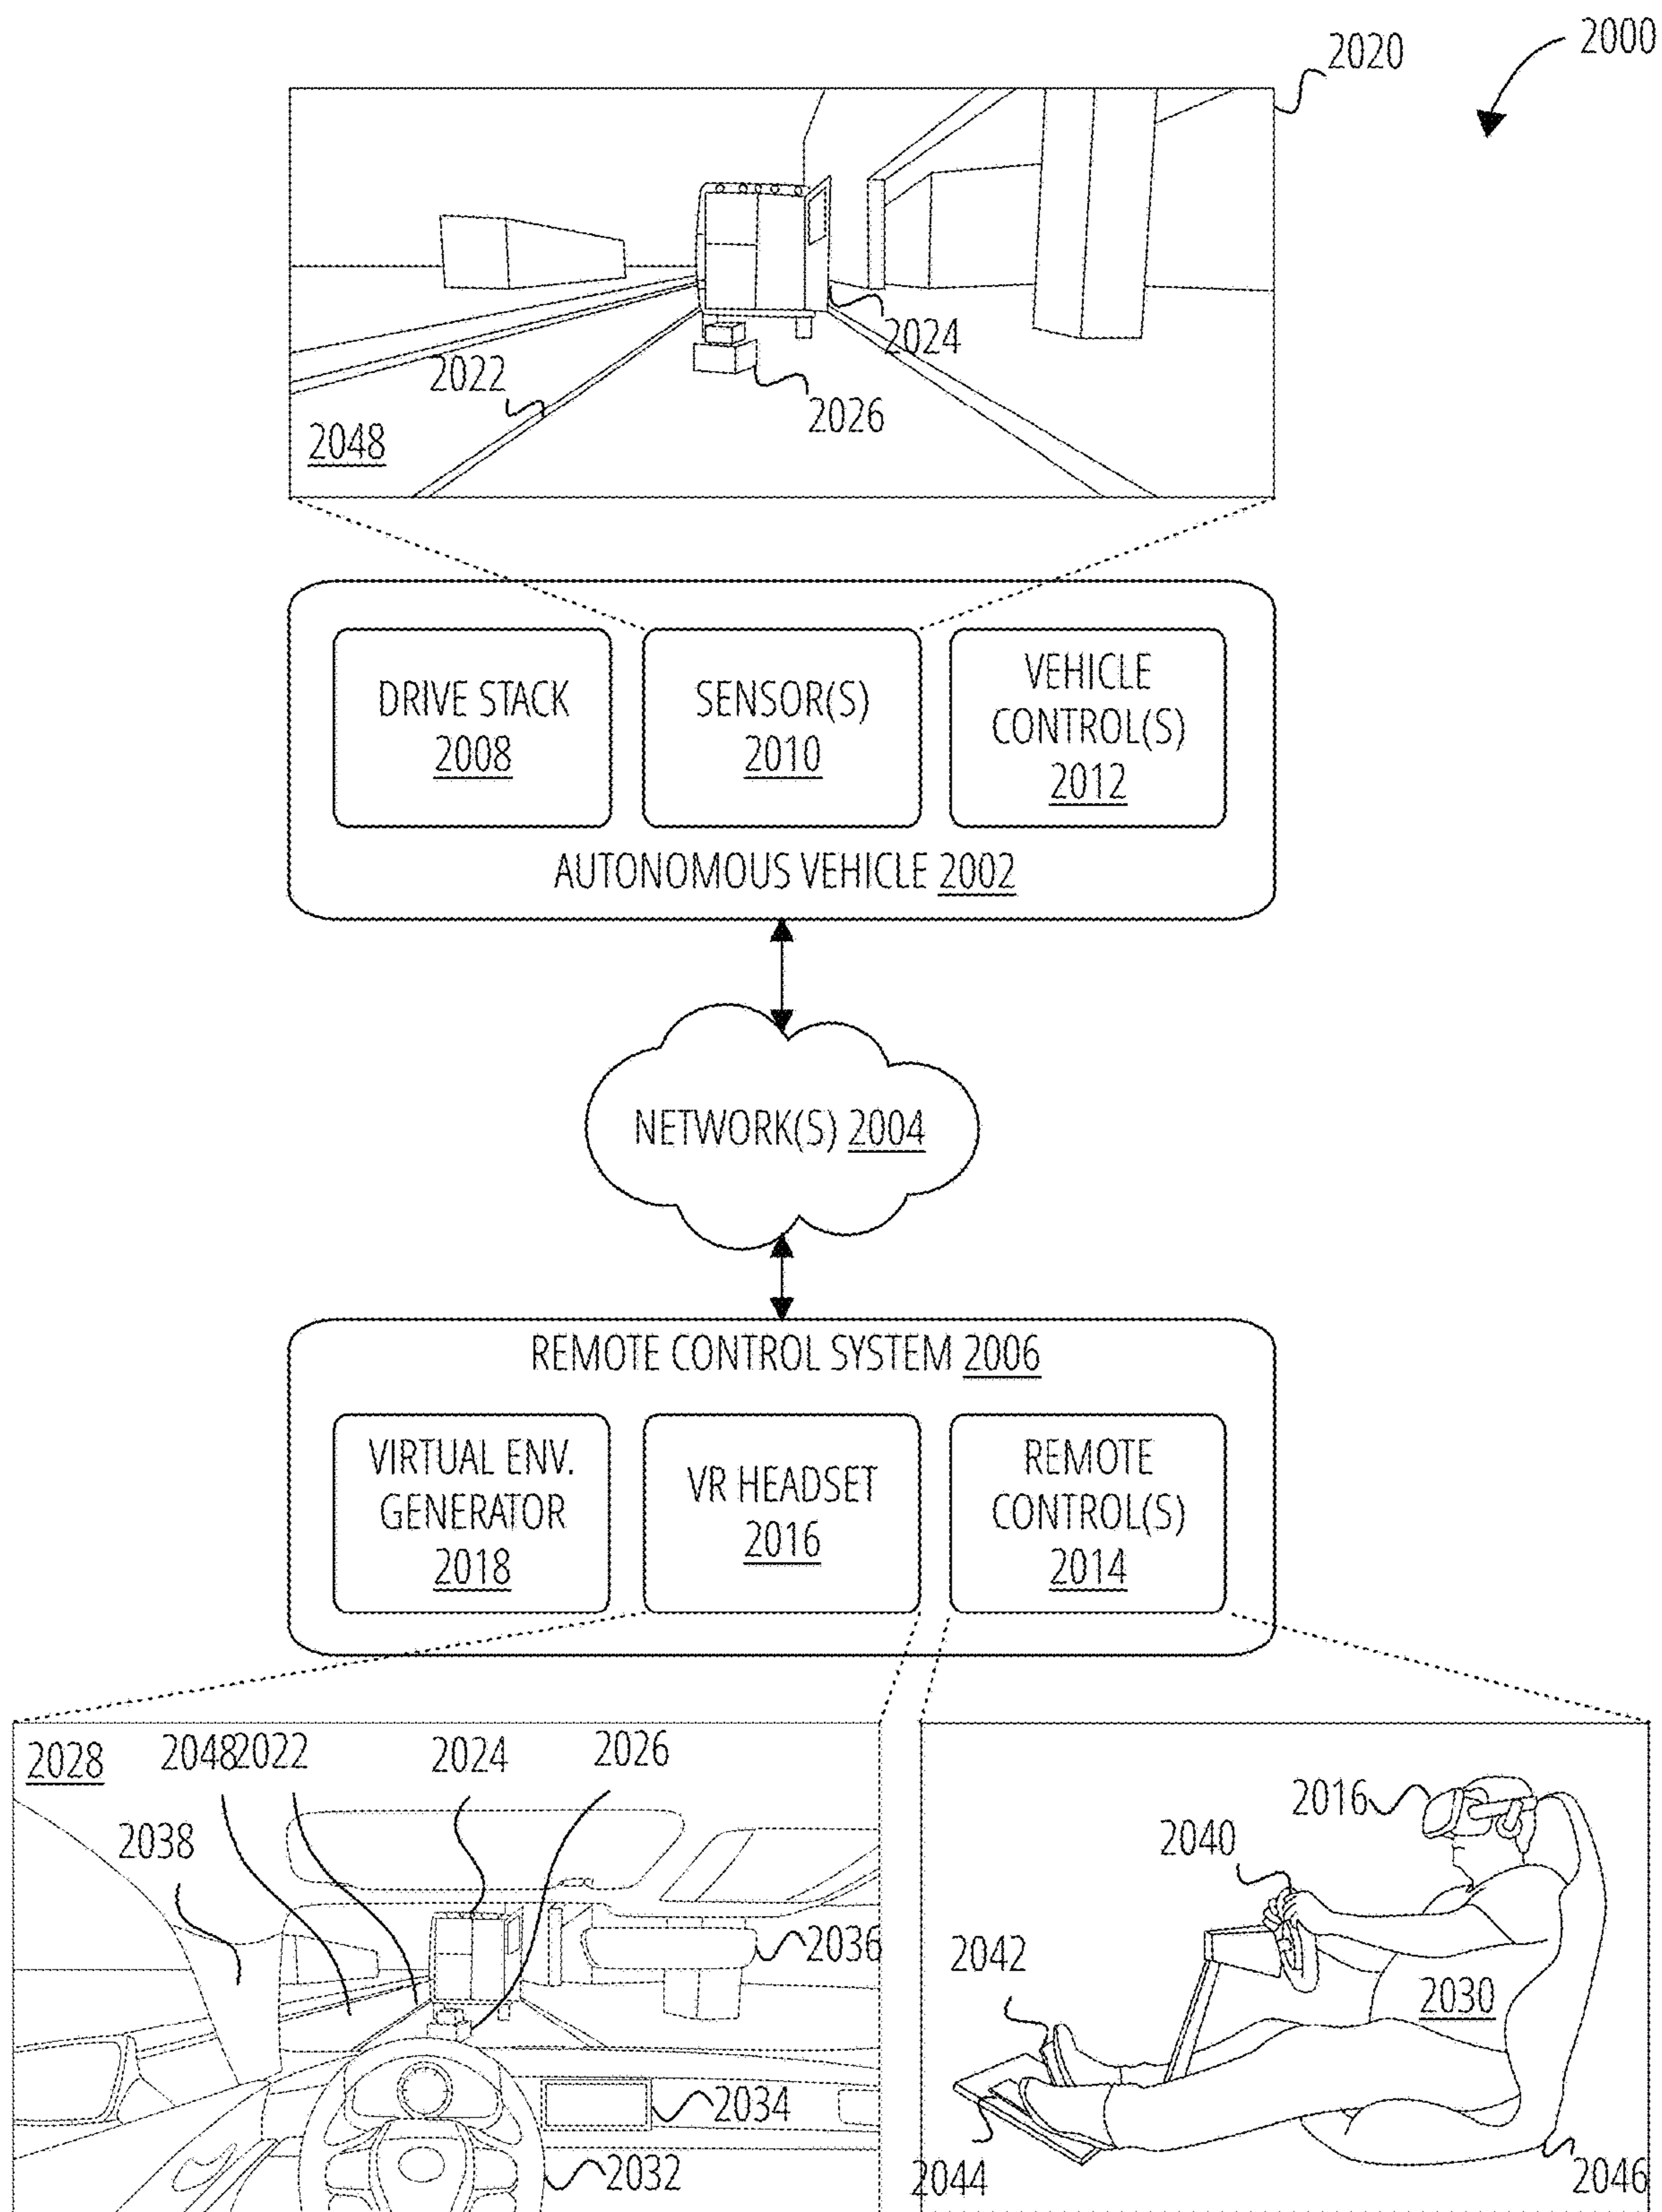 2000
2020
2024
2022
2026
2048
DRIVE STACK
2008
SENSOR(S)
2010
VEHICLE
CONTROL(S)
2012
AUTONOMOUS VEHICLE 2002
NETWORK(S) 2004
REMOTE CONTROL SYSTEM 2006
VIRTUAL ENV.
GENERATOR
2018
VR HEADSET
2016
REMOTE
CONTROL(S)
2014
2028
2048
2022
2024
2026
2038
2036
2034
2032
2016
2040
2042
2030
2044
2046